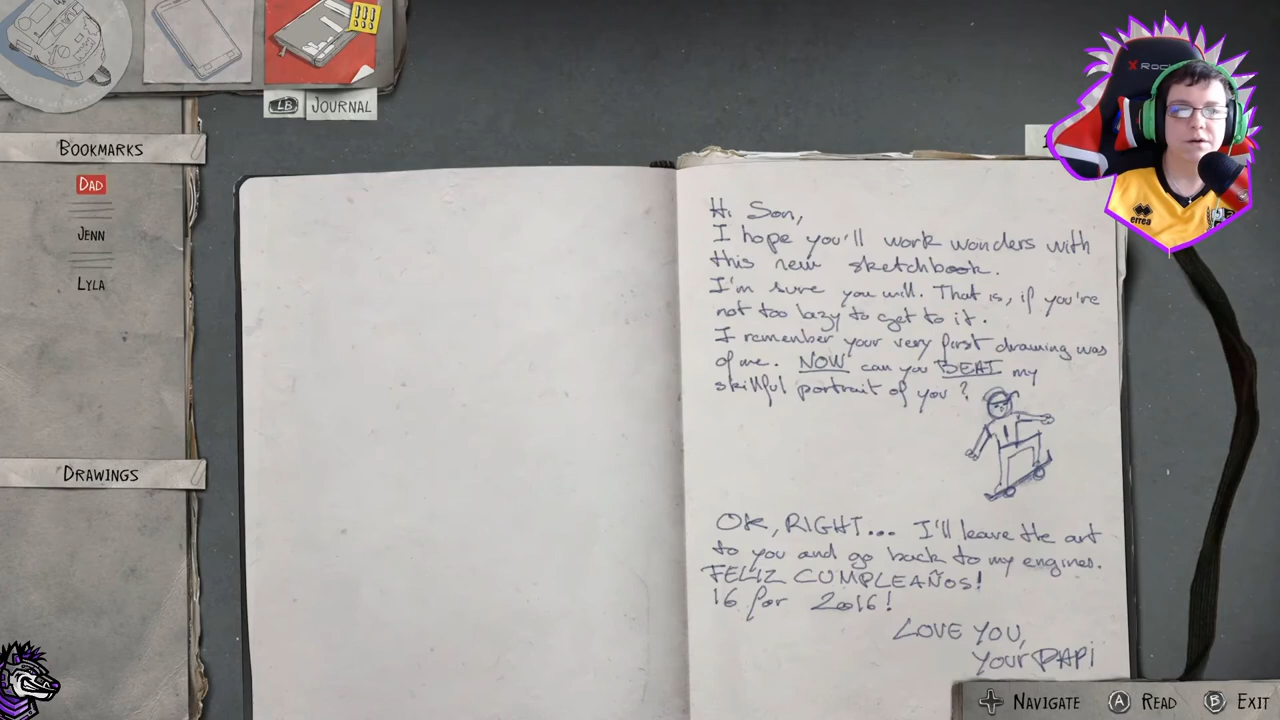 LB JOURNAL
BOOKMARKS
DAD
JENN
LYLA
DRAWINGS
Hi Son,
I hope you'll work wonders with
this new sketchbook.
I'm sure you will. That is, if you're
not too lazy to get to it.
I remember your very first drawing was
of me. NOW can you BEAT my
skillful portrait of you?
OK, RIGHT... I'll leave the art
to you and go back to my engines.
FELIZ CUMPLEAÑOS!
16 for 2016!
LOVE YOU,
YOUR PAPI
NAVIGATE A READ B EXIT
errea